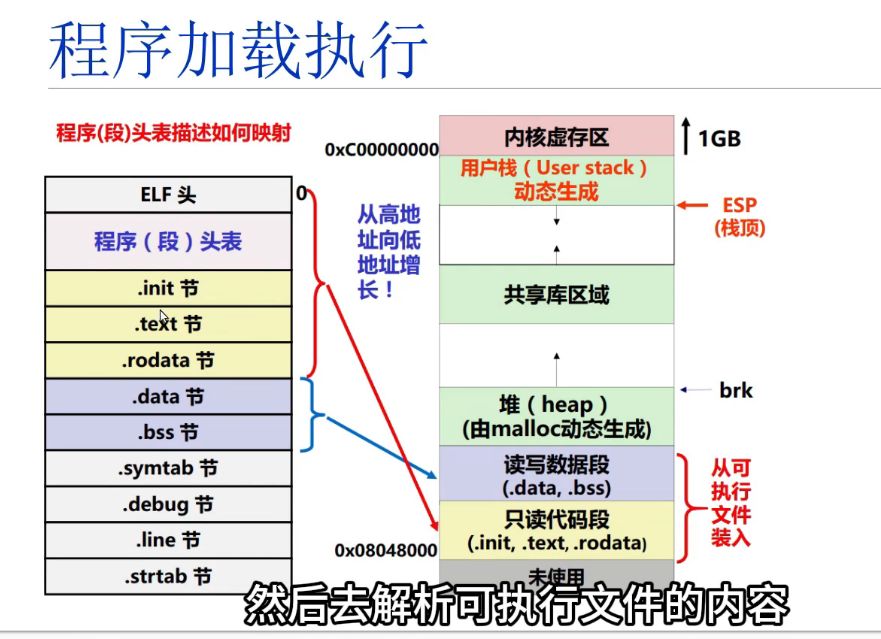 程序加载执行
程序(段)头表描述如何映射
ELF 头
0
程序（段）头表
.init 节
.text 节
.rodata 节
.data 节
.bss 节
.symtab 节
.debug 节
.line 节
.strtab 节
从高地
址向低
地址增
长！
0xC00000000
内核虚存区
1GB
用户栈（User stack）
动态生成
ESP
(栈顶)
共享库区域
brk
堆（heap）
(由malloc动态生成)
读写数据段
(.data, .bss)
只读代码段
(.init, .text, .rodata)
0x08048000
未使用
从可
执行
文件
装入
然后去解析可执行文件的内容